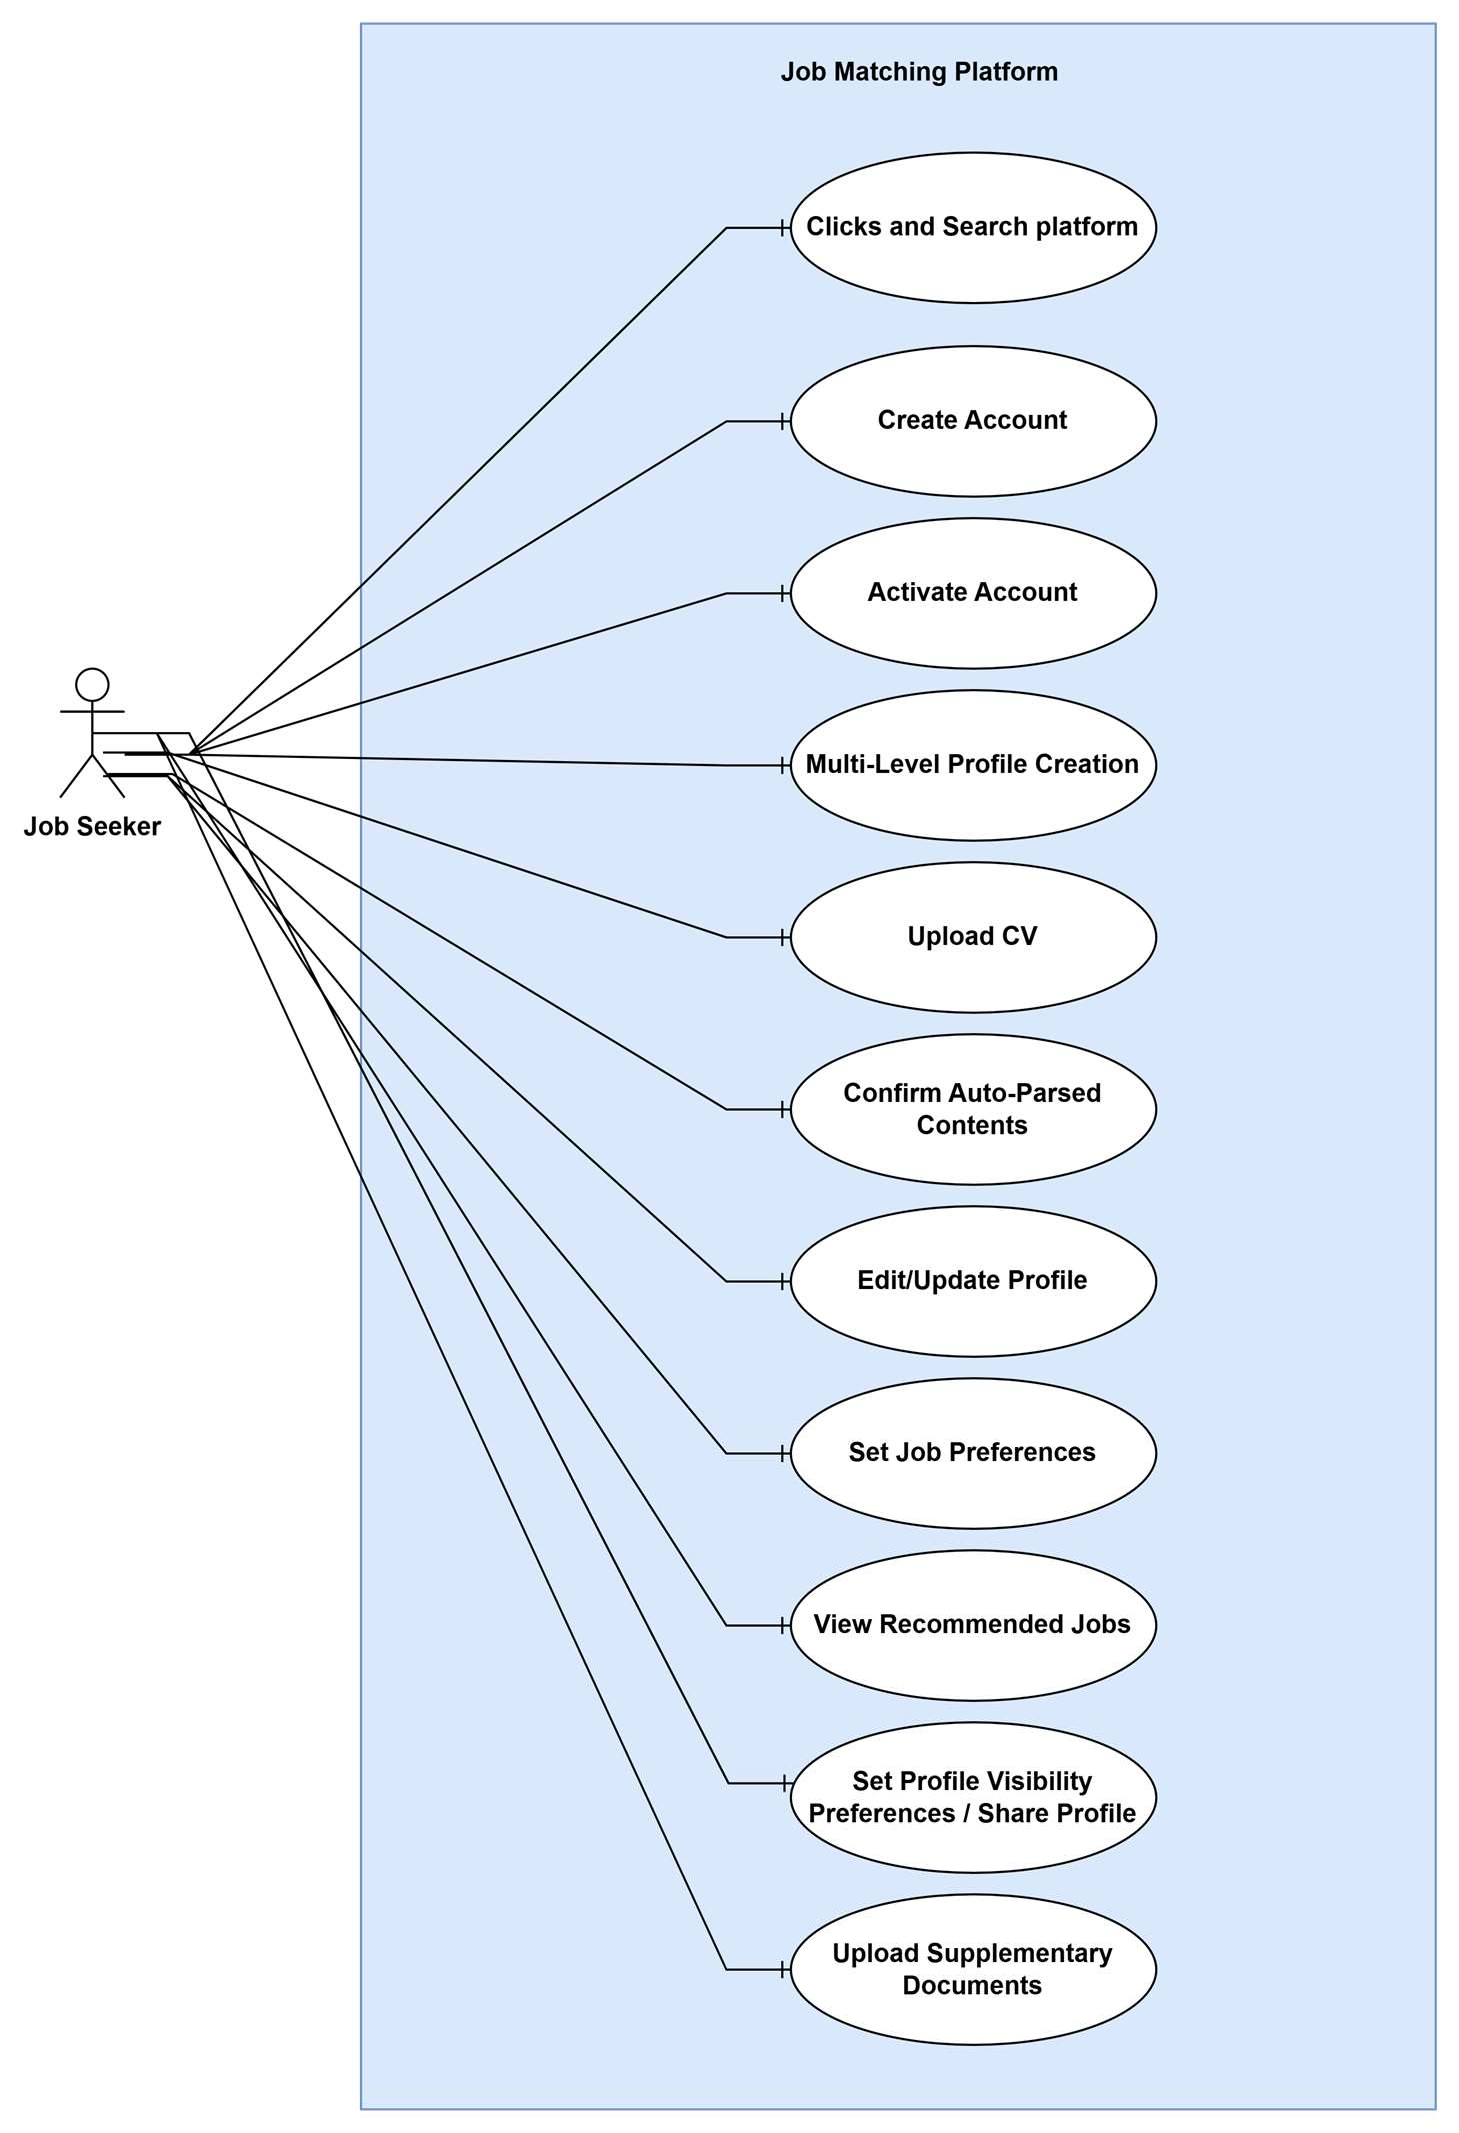 Job Matching Platform
Clicks and Search platform
Create Account
Activate Account
Multi-Level Profile Creation
Job Seeker
Upload CV
Confirm Auto-Parsed
Contents
Edit/Update Profile
Set Job Preferences
View Recommended Jobs
Set Profile Visibility
Preferences / Share Profile
Upload Supplementary
Documents